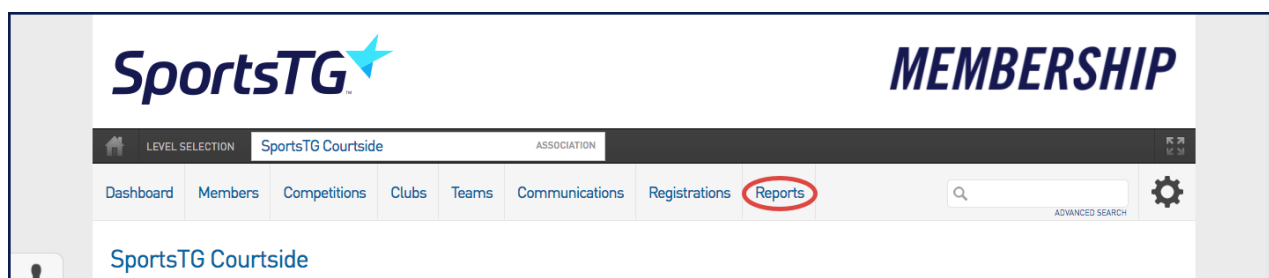 SportsTG
MEMBERSHIP
LEVEL SELECTION SportsTG Courtside ASSOCIATION
Dashboard Members Competitions Clubs Teams Communications Registrations Reports
ADVANCED SEARCH
SportsTG Courtside